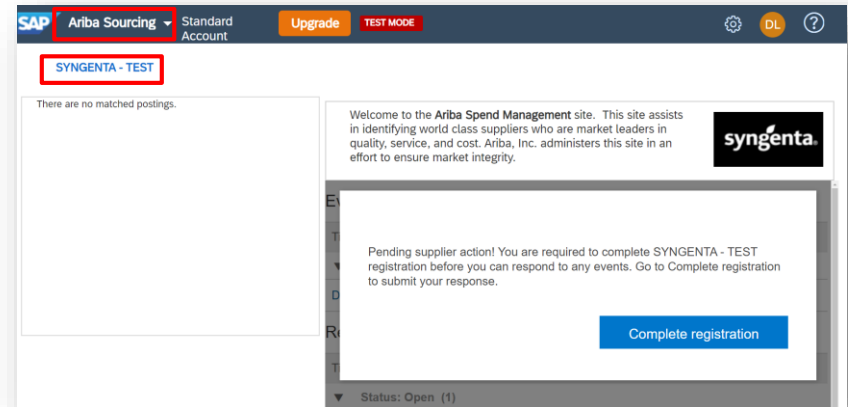 SAP Ariba Sourcing Standard Account Upgrade TEST MODE DL ?
SYNGENTA - TEST
There are no matched postings.
Welcome to the Ariba Spend Management site. This site assists
in identifying world class suppliers who are market leaders in
quality, service, and cost. Ariba, Inc. administers this site in an
effort to ensure market integrity.
syngenta.
Ev
Ti
Pending supplier action! You are required to complete SYNGENTA - TEST
registration before you can respond to any events. Go to Complete registration
to submit your response.
D
Re
Complete registration
Ti
Status: Open (1)